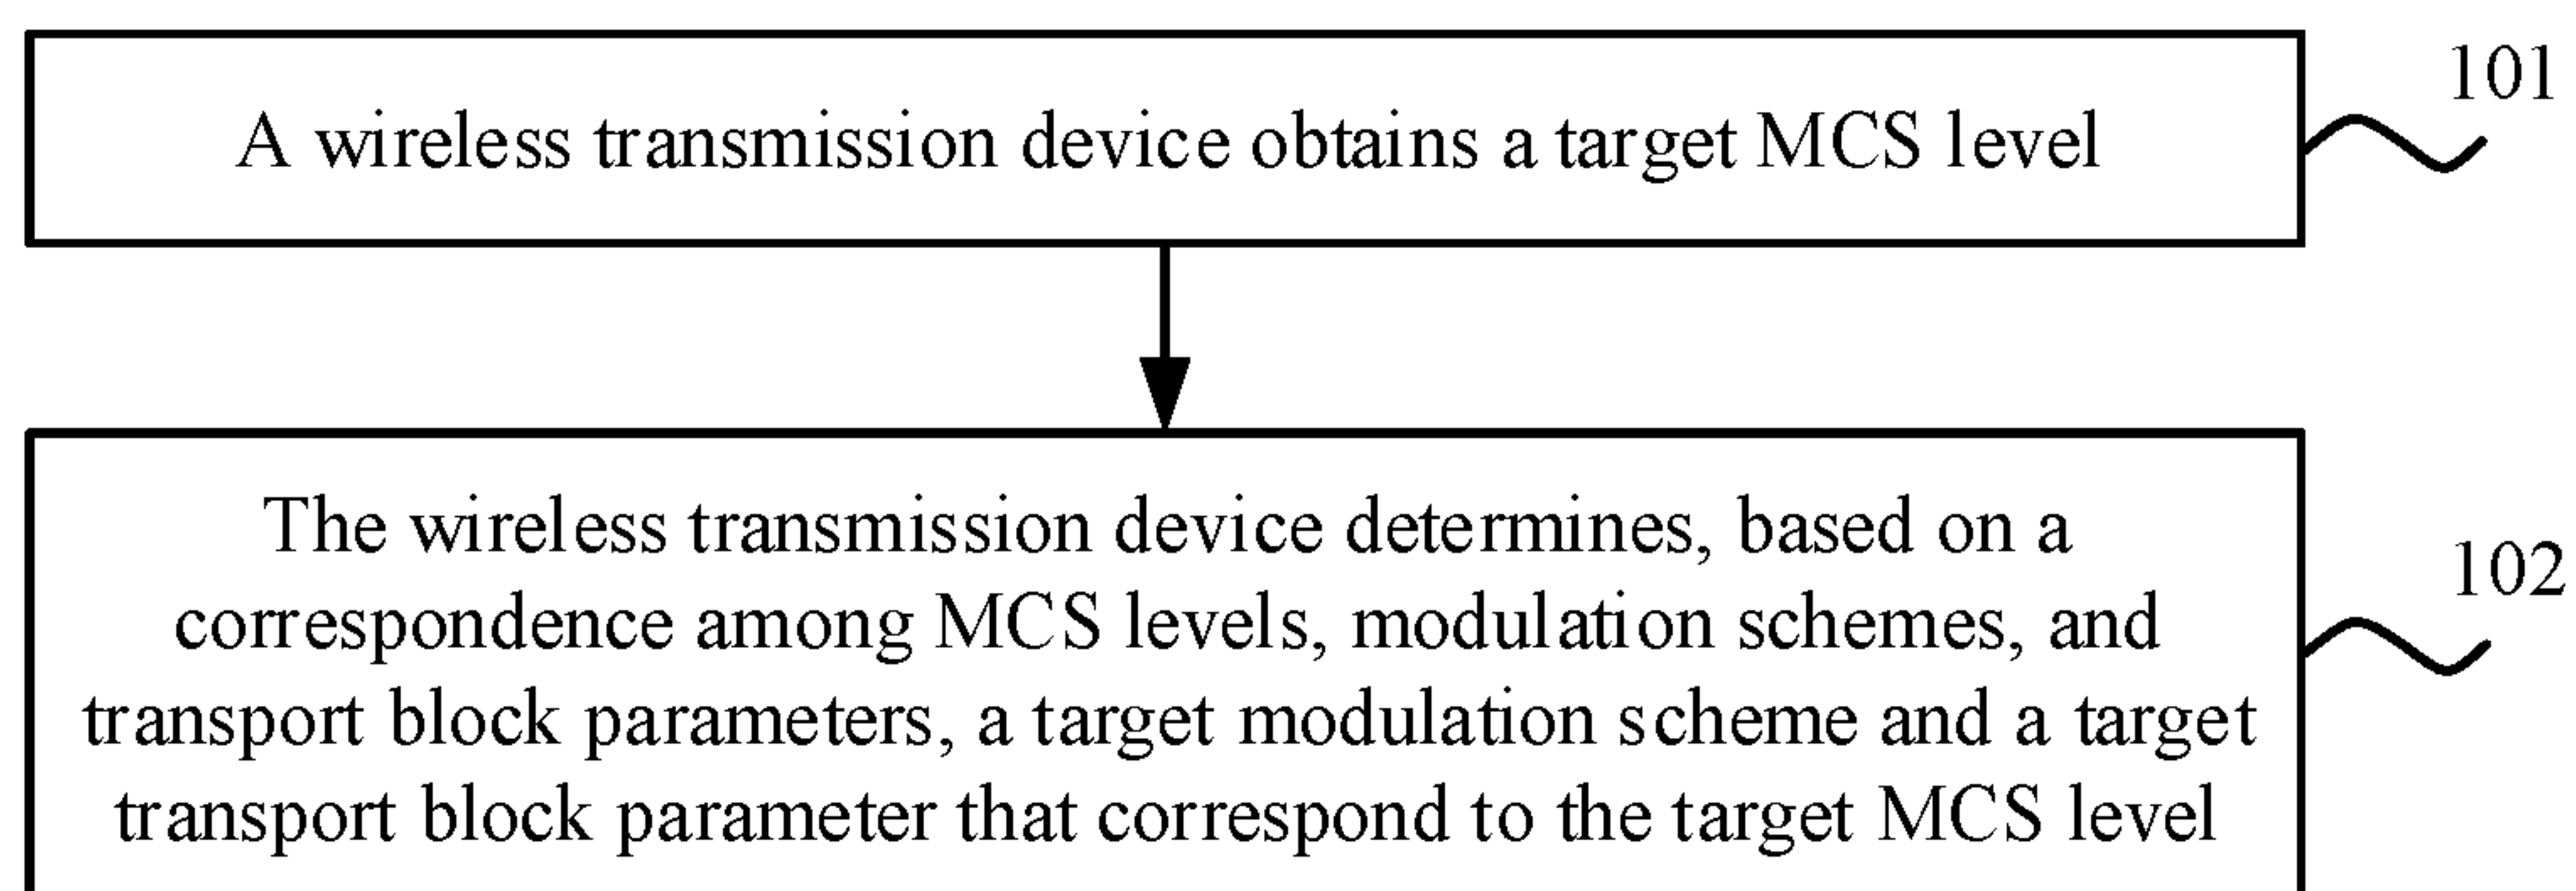 A wireless transmission device obtains a target MCS level
101
The wireless transmission device determines, based on a
correspondence among MCS levels, modulation schemes, and
transport block parameters, a target modulation scheme and a target
transport block parameter that correspond to the target MCS level
102